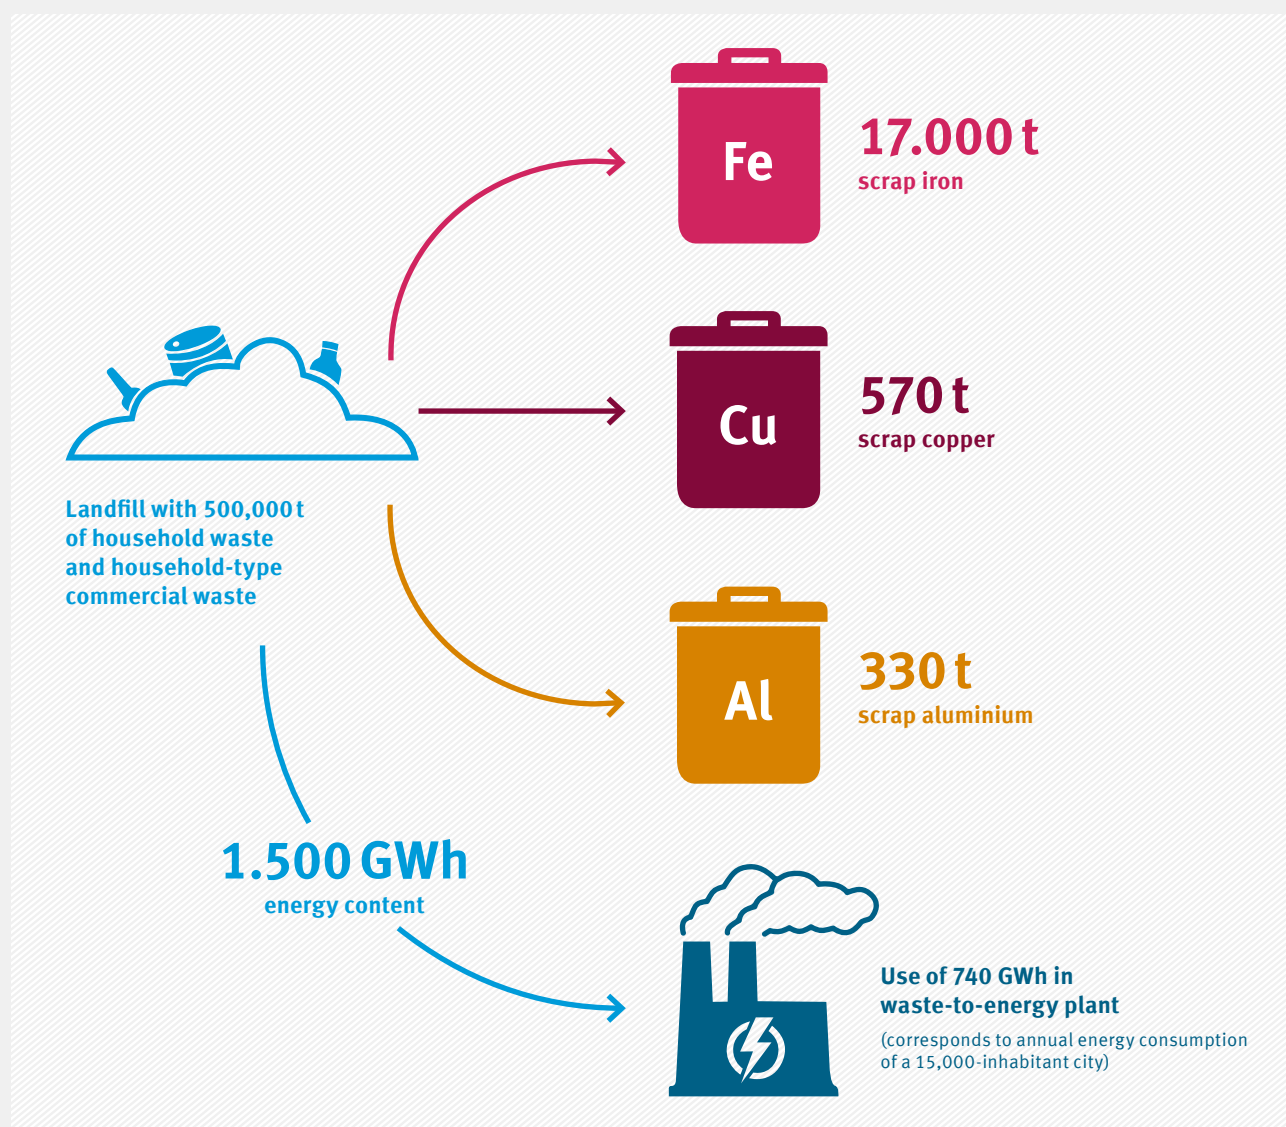 Fe
17.000 t
scrap iron
Cu
570 t
scrap copper
Landfill with 500,000 t
of household waste
and household-type
commercial waste
Al
330 t
scrap aluminium
1.500 GWh
energy content
Use of 740 GWh in
waste-to-energy plant
(corresponds to annual energy consumption
of a 15,000-inhabitant city)